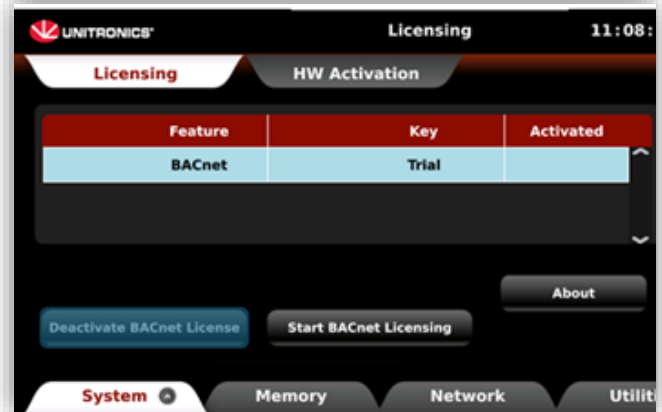 UNITRONICS Licensing 11:08:
Licensing HW Activation
Feature Key Activated
BACnet Trial
About
Deactivate BACnet License Start BACnet Licensing
System Memory Network Utiliti